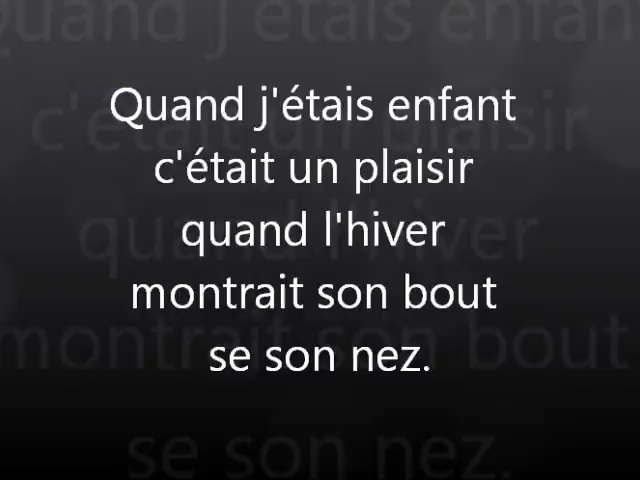 Quand j'étais enfant
c'était un plaisir
quand l'hiver
montrait son bout
se son nez.